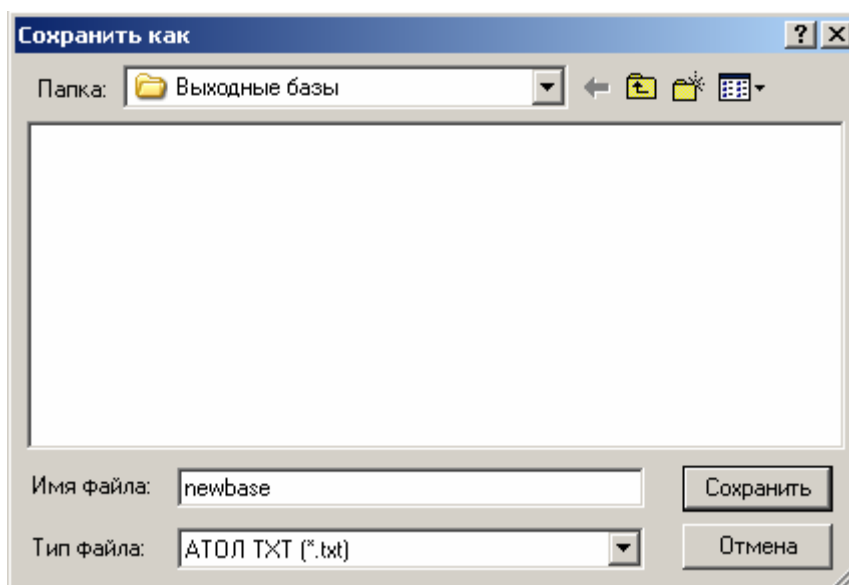 Сохранить как
Папка: Выходные базы
Имя файла: newbase Сохранить
Тип файла: АТОЛ TXT (*.txt) Отмена